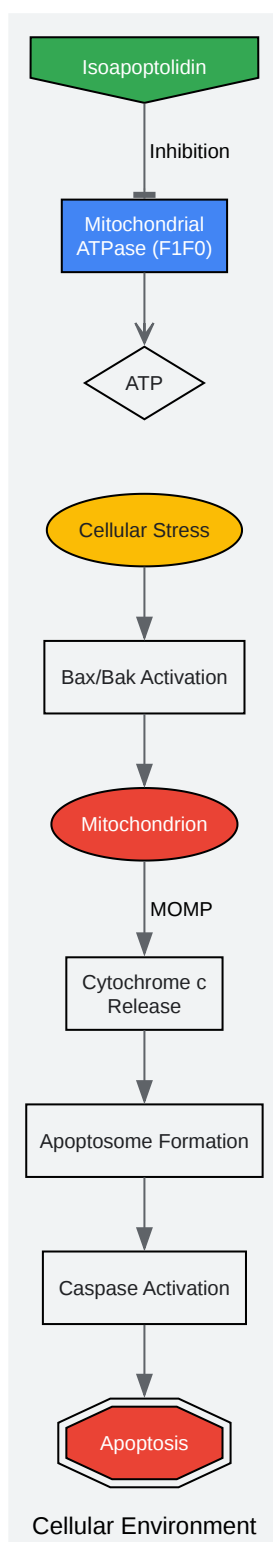 Isoapoptolidin
Inhibition
Mitochondrial
ATPase (F1F0)
ATP
Cellular Stress
Bax/Bak Activation
Mitochondrion
MOMP
Cytochrome c
Release
Apoptosome Formation
Caspase Activation
Apoptosis
Cellular Environment